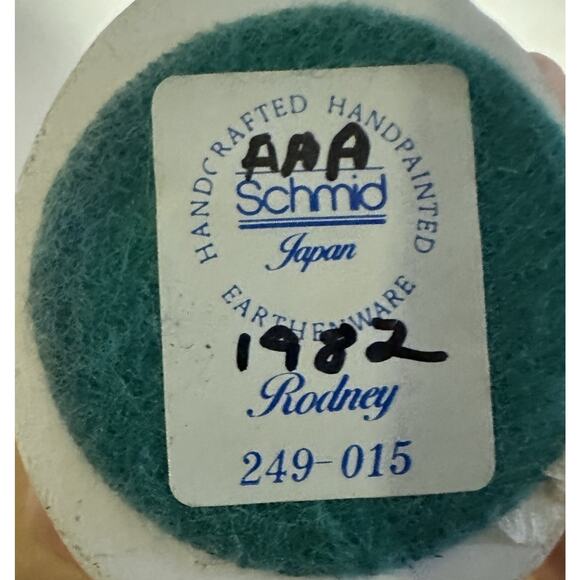 HANDCRAFTED HANDPAINTED
AAA
Schmid
Japan
EARTHENWARE
1982
Rodney
249-015